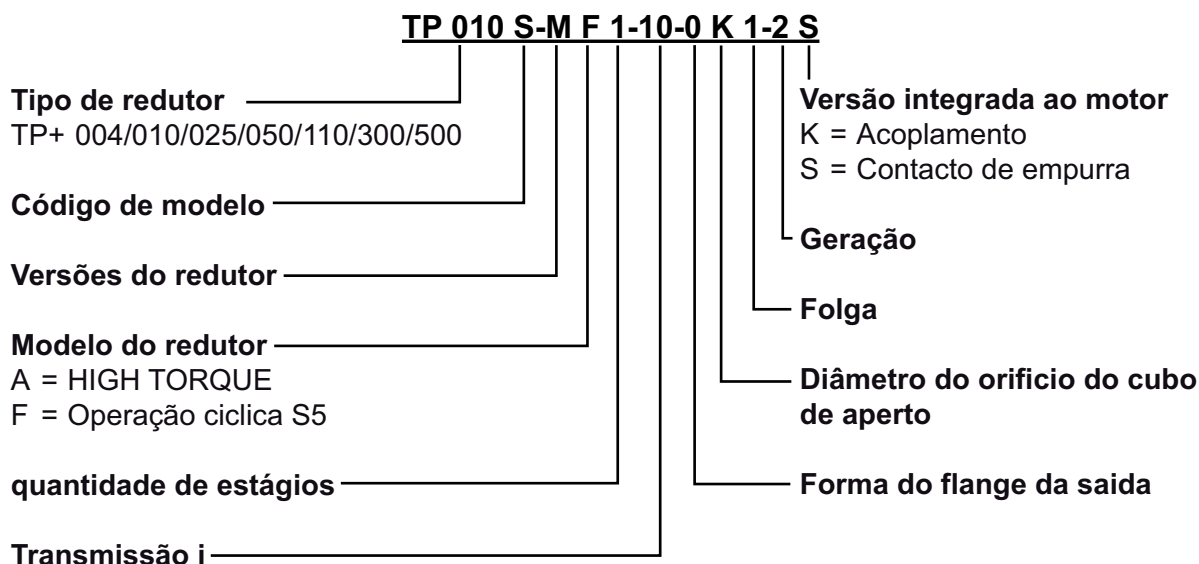 TP 010 S-M F 1-10-0 K 1-2 S
Tipo de redutor
TP+ 004/010/025/050/110/300/500
Código de modelo
Versões do redutor
Modelo do redutor
A = HIGH TORQUE
F = Operação ciclica S5
quantidade de estágios
Transmissão i
Versão integrada ao motor
K = Acoplamento
S = Contacto de empurra
Geração
Folga
Diâmetro do orificio do cubo
de aperto
Forma do flange da saida